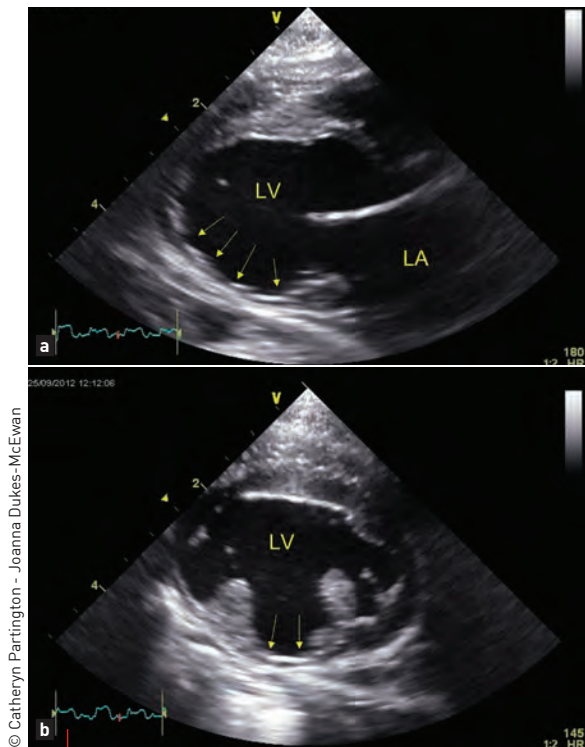 V
2
4
LV
LA
a
180
1:2 HR
25/09/2012 12:12:06
V
2
4
LV
b
145
1:2 HR
© Catheryn Partington - Joanna Dukes-McEwan